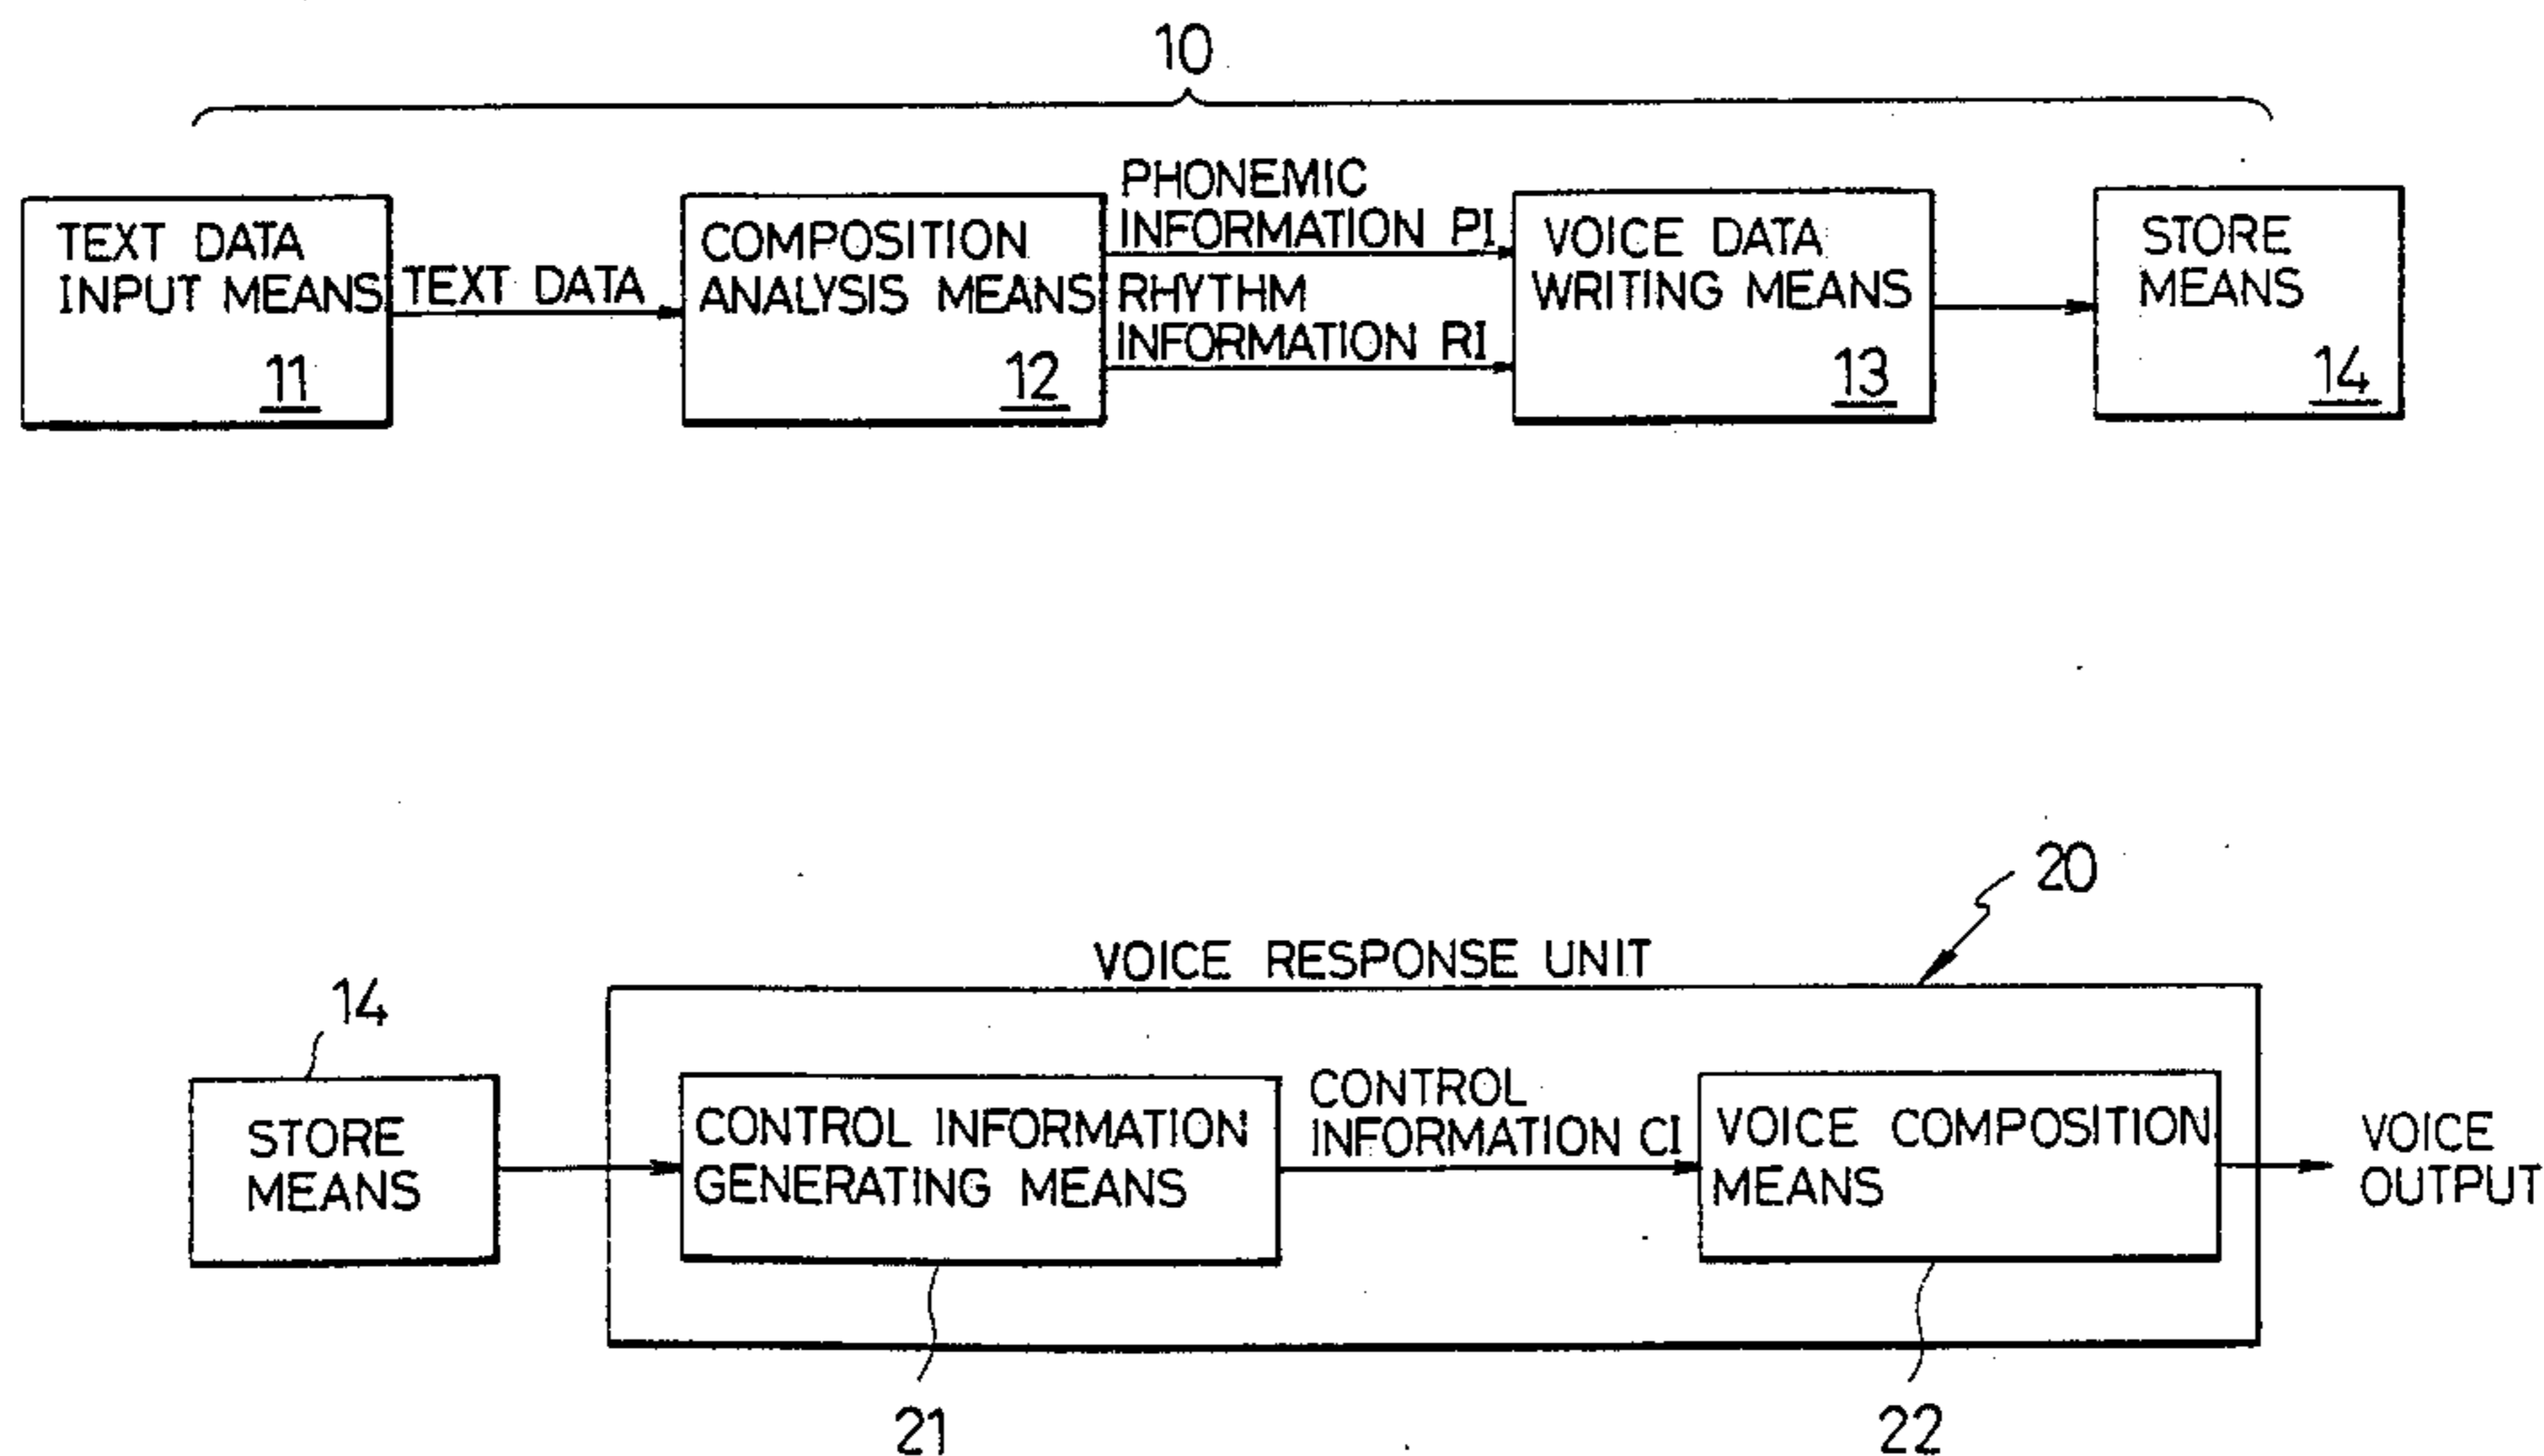 10
TEXT DATA
INPUT MEANS
11
TEXT DATA
COMPOSITION
ANALYSIS MEANS
12
PHONEMIC
INFORMATION PI
RHYTHM
INFORMATION RI
VOICE DATA
WRITING MEANS
13
STORE
MEANS
14
20
VOICE RESPONSE UNIT
14
STORE
MEANS
CONTROL INFORMATION
GENERATING MEANS
21
CONTROL
INFORMATION CI
VOICE COMPOSITION
MEANS
22
VOICE
OUTPUT